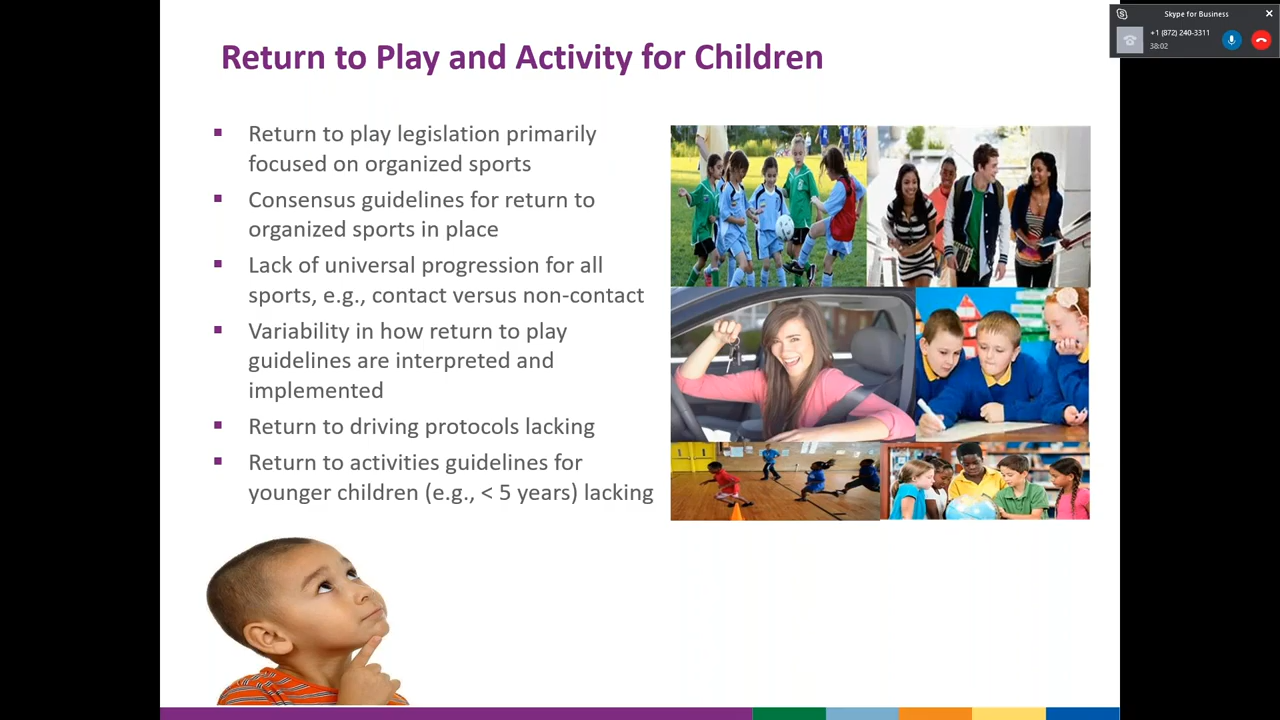 Skype for Business
+1 (872) 240-3311
38:02
Return to Play and Activity for Children
Return to play legislation primarily
focused on organized sports
Consensus guidelines for return to
organized sports in place
Lack of universal progression for all
sports, e.g., contact versus non-contact
Variability in how return to play
guidelines are interpreted and
implemented
Return to driving protocols lacking
Return to activities guidelines for
younger children (e.g., < 5 years) lacking